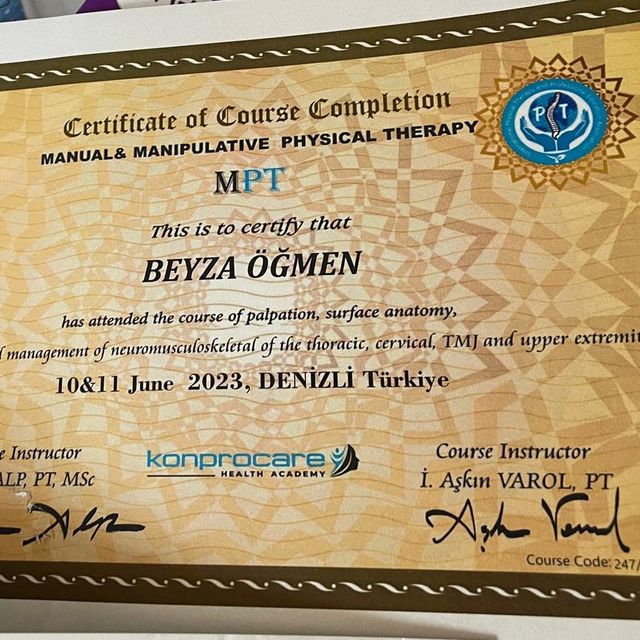 Certificate of Course Completion
MANUAL& MANIPULATIVE PHYSICAL THERAPY
MPT
P T
This is to certify that
BEYZA ÖĞMEN
has attended the course of palpation, surface anatomy,
management of neuromusculoskeletal of the thoracic, cervical, TMJ and upper extremit
10&11 June 2023, DENİZLİ Türkiye
e Instructor
ALP, PT, MSc
konprocare
HEALTH ACADEMY
Course Instructor
İ. Aşkın VAROL, PT
Course Code: 247/